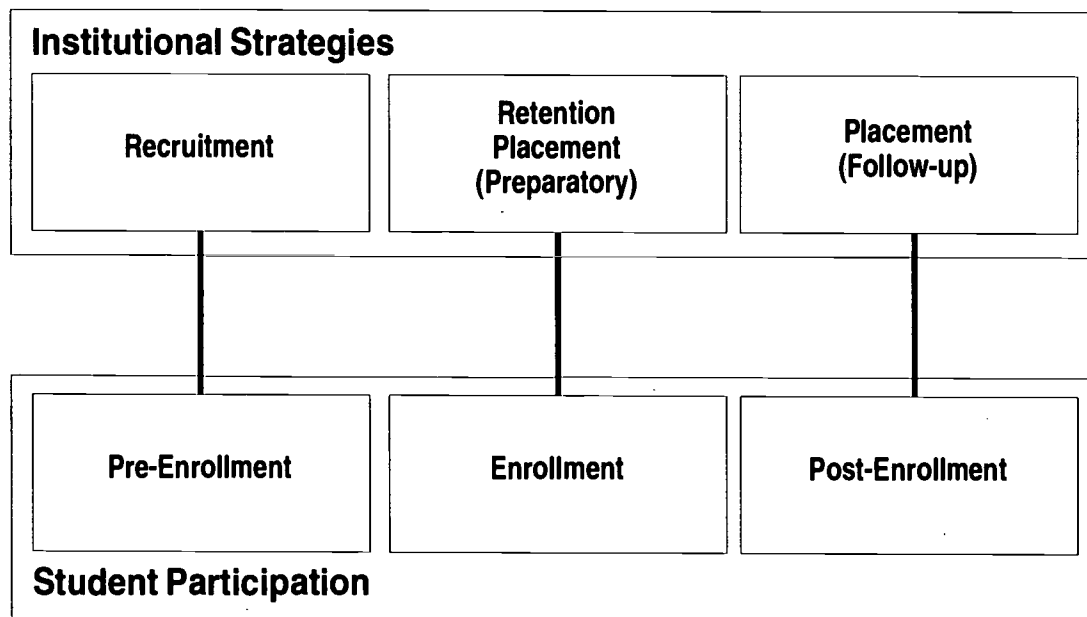 Institutional Strategies
Recruitment
Retention
Placement
(Preparatory)
Placement
(Follow-up)
Pre-Enrollment
Enrollment
Post-Enrollment
Student Participation